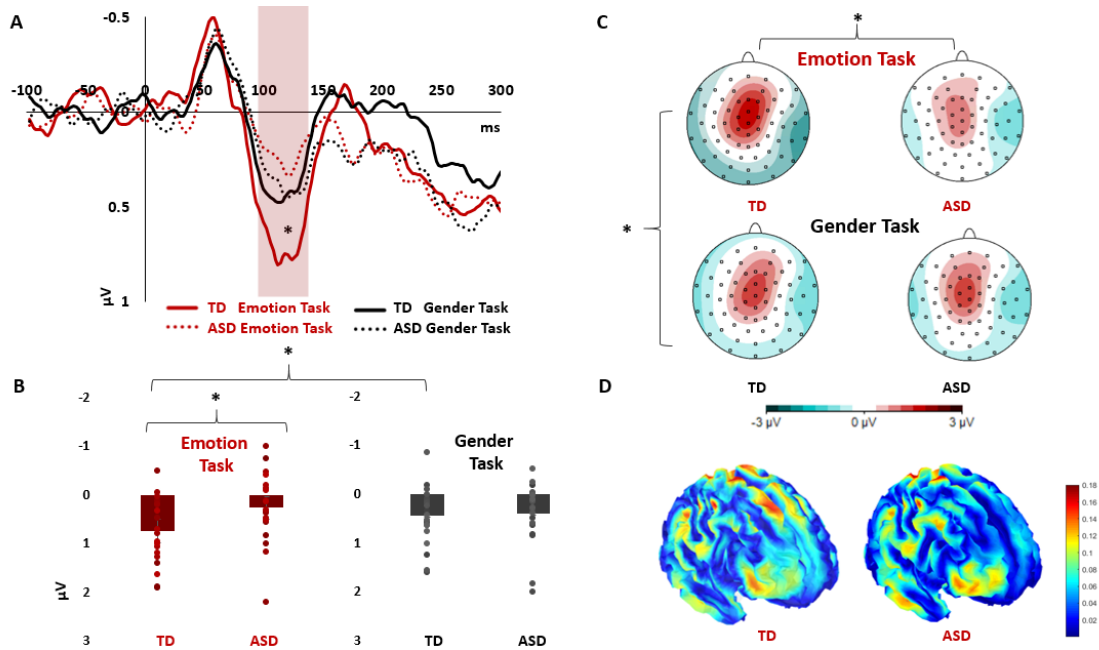 A
-0.5
-100 -50 0 50 100 150 200 250 300
0
ms
*
0.5
1
µV
TD Emotion Task
TD Gender Task
ASD Emotion Task
ASD Gender Task
B
*
-2
-2
*
-1
Emotion
Task
-1
Gender
Task
0
0
1
1
µV
2
2
3
TD
ASD
3
TD
ASD
C
*
Emotion Task
TD
ASD
*
Gender Task
TD
ASD
-3 µV
0 µV
3 µV
D
TD
ASD
0.18
0.16
0.14
0.12
0.10
0.08
0.06
0.04
0.02